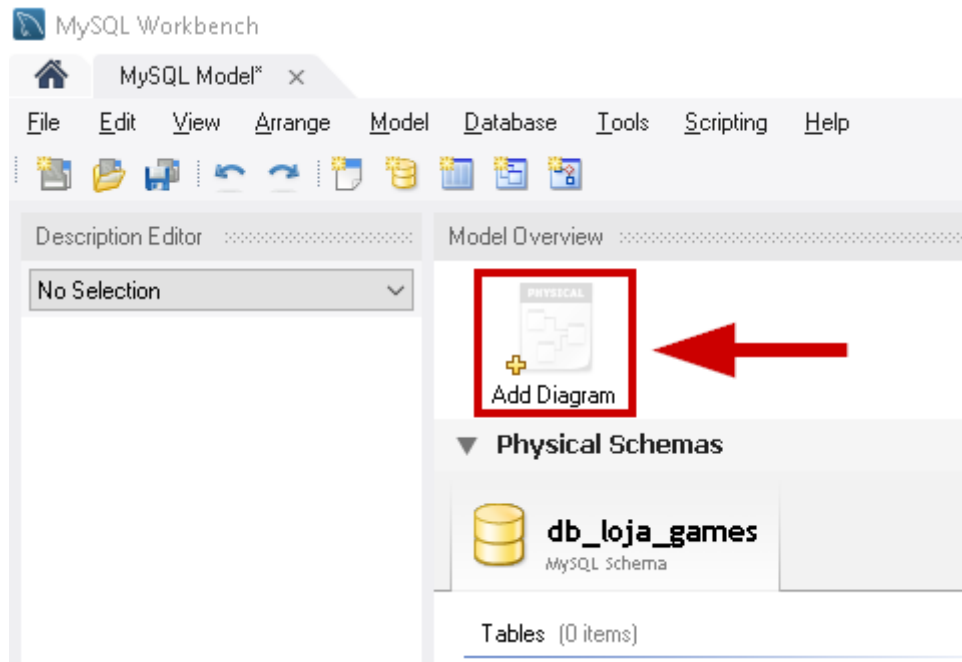 MySQL Workbench
MySQL Model* ×
File Edit View Arrange Model Database Tools Scripting Help
Description Editor
Model Overview
No Selection
PHYSICAL
Add Diagram
▼ Physical Schemas
db_loja_games
MySQL Schema
Tables (0 items)